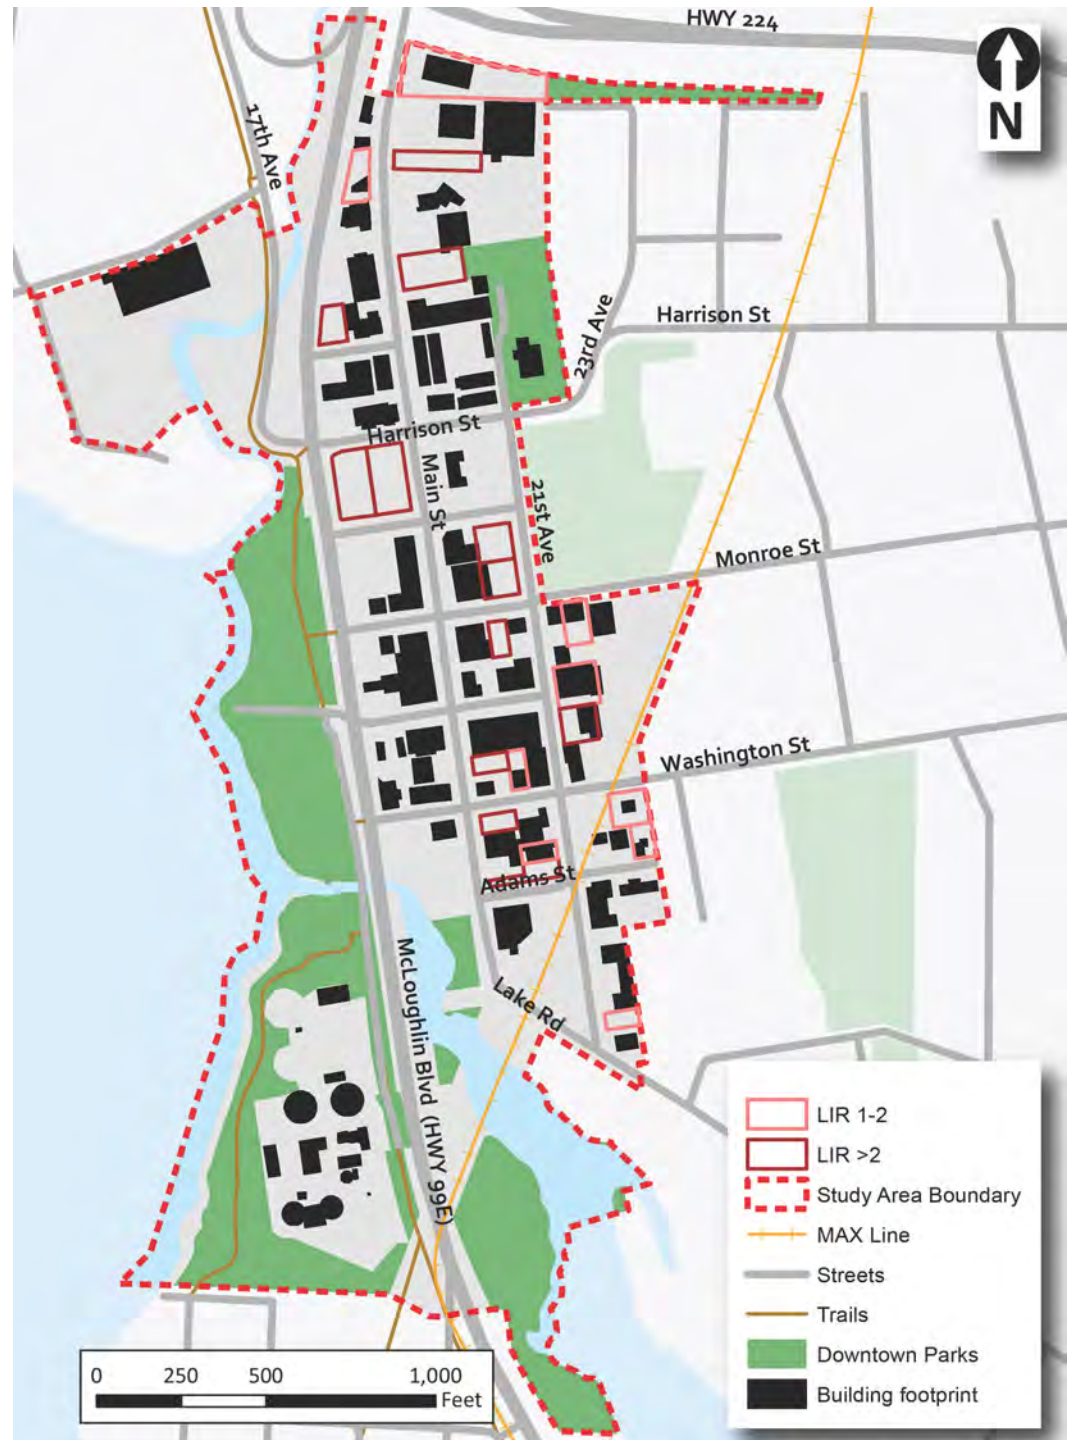 HWY 224
N
17th Ave
Harrison St
23rd Ave
Harrison St
Main St
21st Ave
Monroe St
Washington St
Adams St
Lake Rd
McLoughlin Blvd (HWY 99E)
LIR 1-2
LIR >2
Study Area Boundary
MAX Line
Streets
Trails
Downtown Parks
Building footprint
0 250 500 1,000
Feet